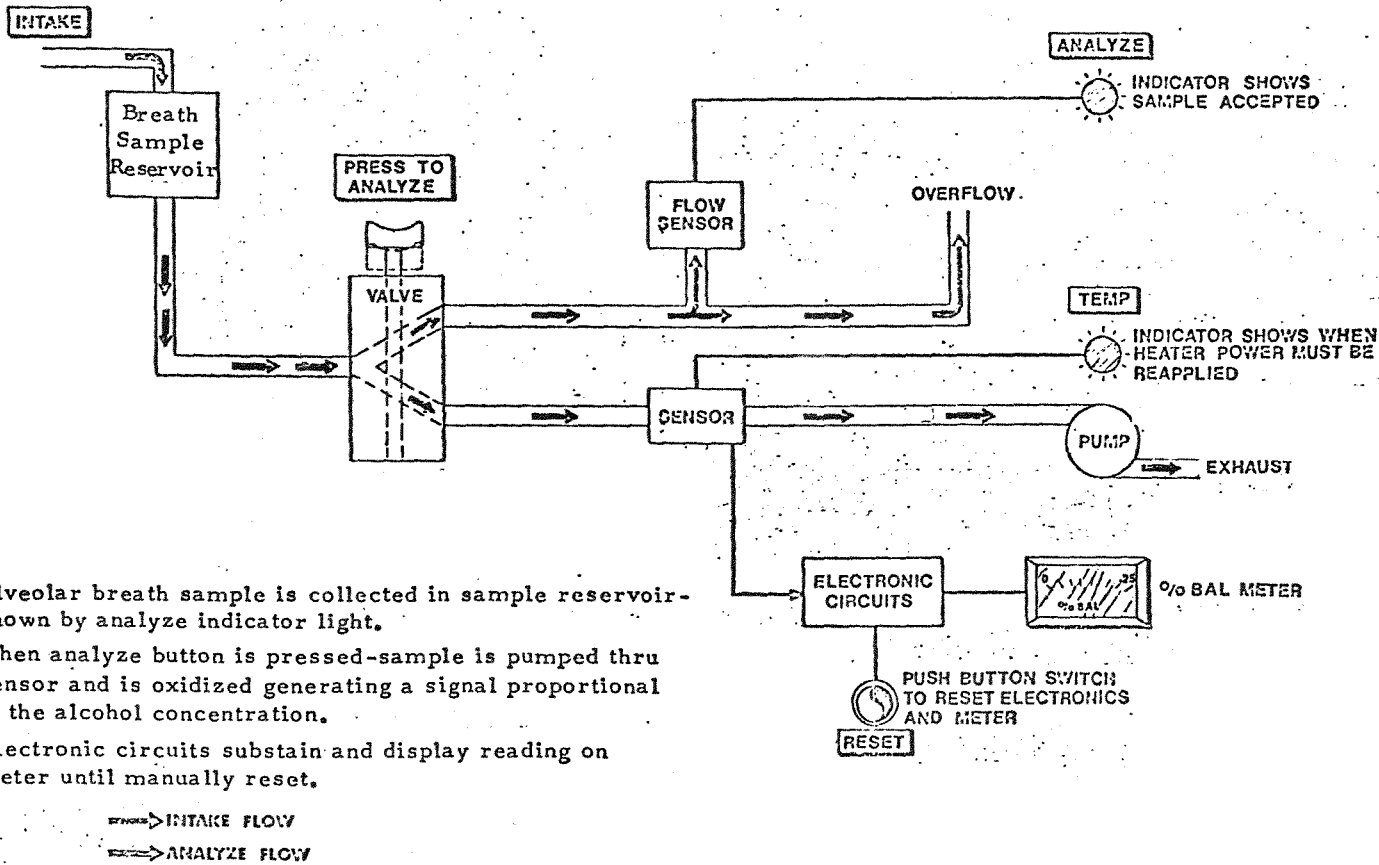 INTAKE
Breath
Sample
Reservoir
PRESS TO
ANALYZE
VALVE
FLOW
SENSOR
OVERFLOW
ANALYZE
INDICATOR SHOWS
SAMPLE ACCEPTED
TEMP
INDICATOR SHOWS WHEN
HEATER POWER MUST BE
REAPPLIED
SENSOR
PUMP
EXHAUST
ELECTRONIC
CIRCUITS
0 .25
% BAL
% BAL METER
PUSH BUTTON SWITCH
TO RESET ELECTRONICS
AND METER
RESET
lveolar breath sample is collected in sample reservoir-
hown by analyze indicator light.
hen analyze button is pressed-sample is pumped thru
ensor and is oxidized generating a signal proportional
the alcohol concentration.
lectronic circuits substain and display reading on
eter until manually reset.
INTAKE FLOW
ANALYZE FLOW